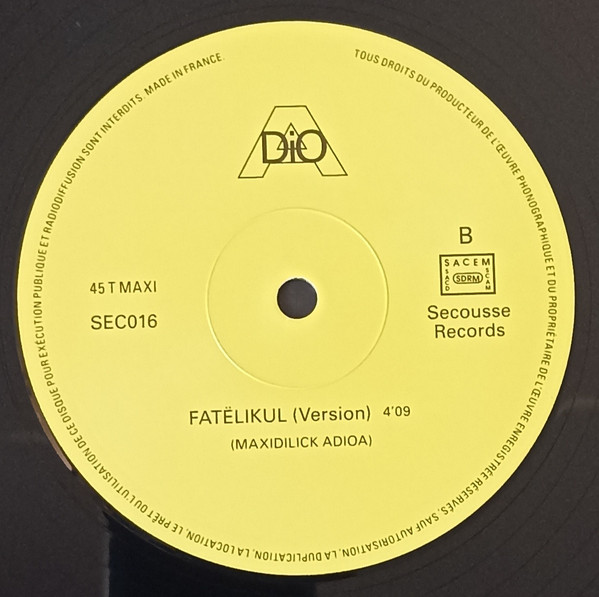 TOUS DROITS DU PRODUCTEUR DE L'ŒUVRE PHONOGRAPHIQUE ET DU PROPRIÉTAIRE DE L'ŒUVRE ENREGISTRÉE RÉSERVÉS. SAUF AUTORISATION, LA DUPLICATION, LA LOCATION, LE PRÊT OU L'UTILISATION DE CE DISQUE POUR EXÉCUTION PUBLIQUE ET RADIODIFFUSION SONT INTERDITS. MADE IN FRANCE.
A
DiO
B
SACEM
SACD
SDRM
SCAM
45 T MAXI
SEC016
Secousse
Records
FATËLIKUL (Version) 4'09
(MAXIDILICK ADIOA)